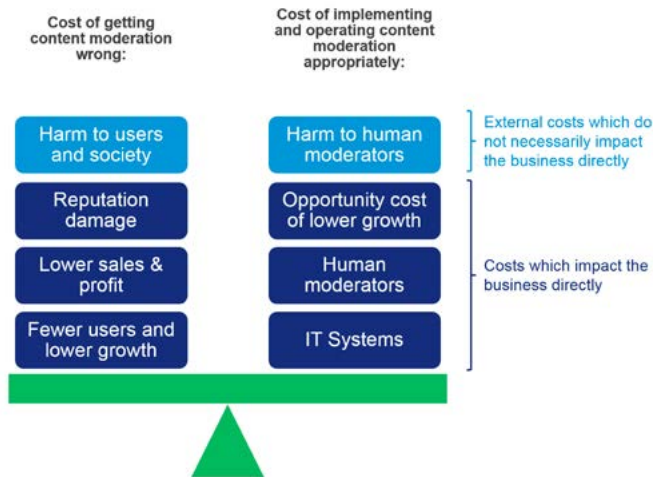 Cost of getting
content moderation
wrong:
Cost of implementing
and operating content
moderation
appropriately:
Harm to users
and society
Harm to human
moderators
External costs which do
not necessarily impact
the business directly
Reputation
damage
Opportunity cost
of lower growth
Lower sales &
profit
Human
moderators
Costs which impact the
business directly
Fewer users and
lower growth
IT Systems